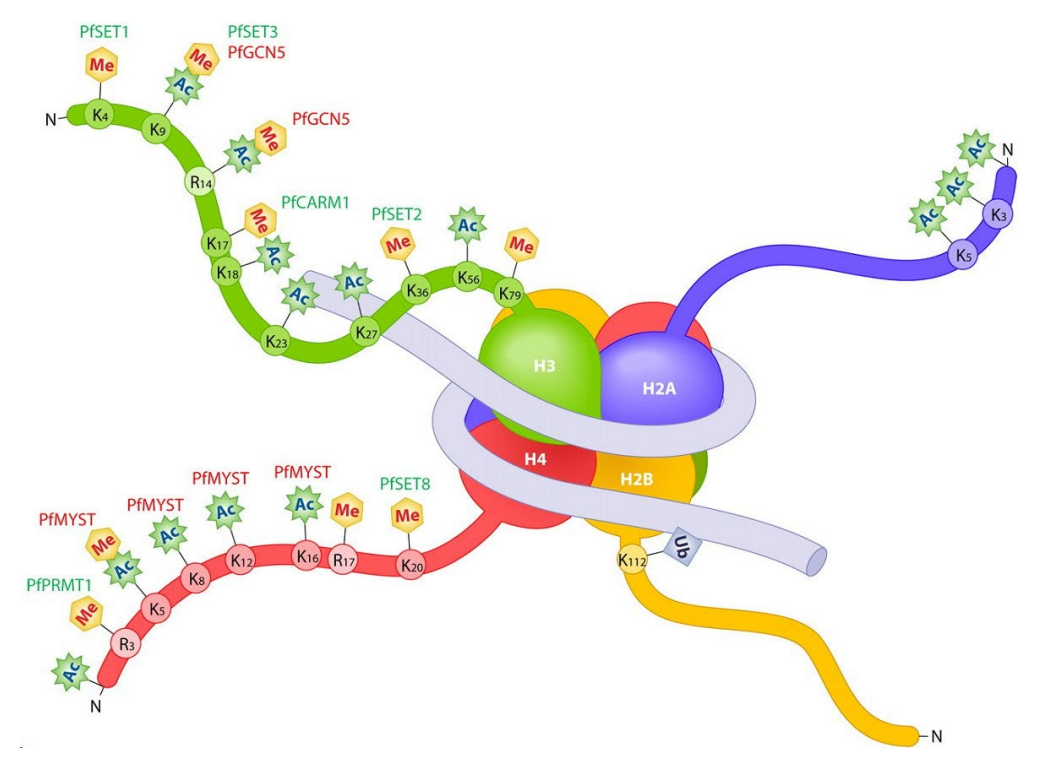 PfSET1
PfSET3
PfGCN5
Me
Me
Ac
N
K4
K9
PfGCN5
Me
Ac
R14
PfCARM1
Me
K17
Ac
K18
PfSET2
Me
Ac
Me
Ac
Ac
K36
K56
K79
K23
K27
Ac
N
Ac
Ac
K3
K5
H3
H2A
H4
H2B
PfMYST
PfMYST
PfSET8
PfMYST
PfMYST
Ac
Me
Me
Ac
Ac
Me
Ac
K16
R17
K20
K12
K8
K5
PfPRMT1
Me
R3
Ac
N
K112
Ub
N